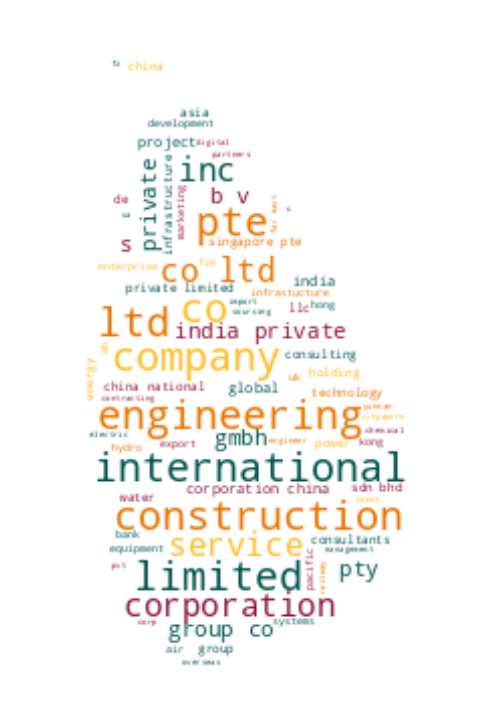 china
asia
development
project digital
partners
private infrastructure marketing inc
de b v
pte far east
s
singapore pte
enterprise co ltd fze
private limited india
infrastucture
co import llc hong
sourcing
ltd india private
ab company consulting
energy uk holding
china national global technology
contracting
engineering yunnan
singapore
electric gmbh engineer chemical
hydro export power kong
international
corporation china sdn bhd
water japan
construction
bank service consultants
equipment management
pvt limited pacific railway pty
corporation
corp group co systems
air group
overseas